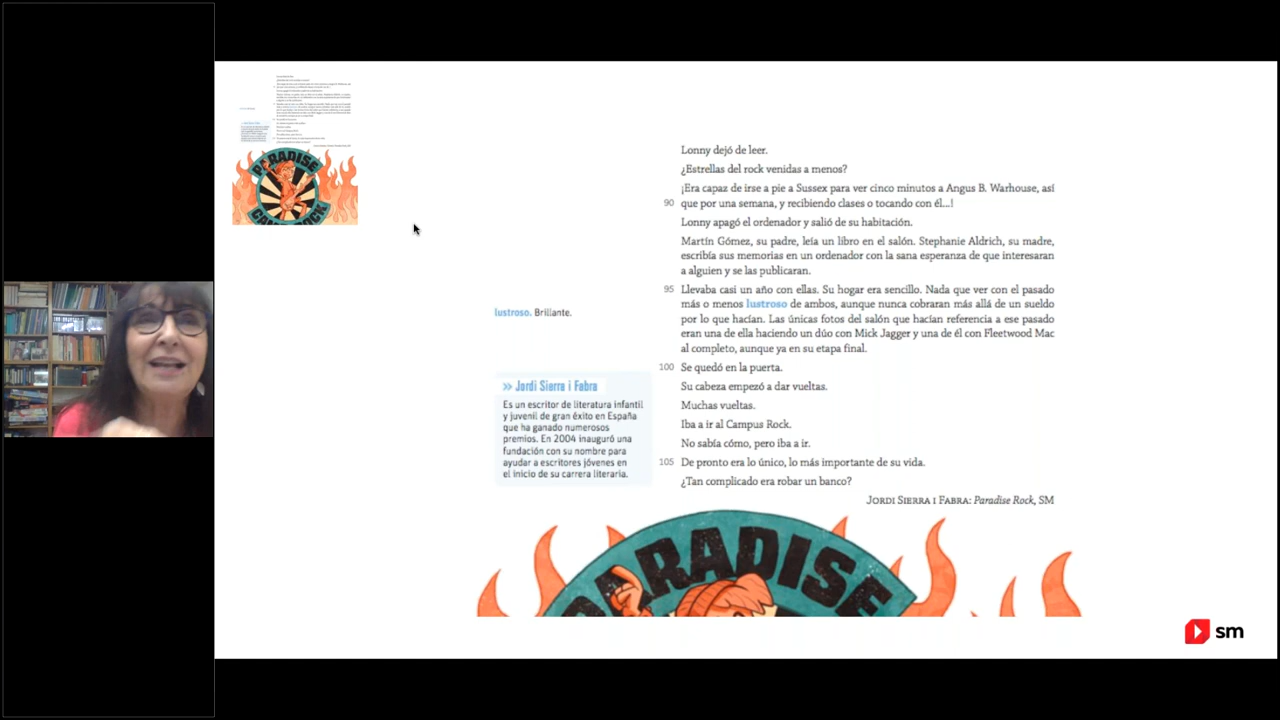 Lonny dejó de leer.
¿Estrellas del rock venidas a menos?
¡Era capaz de irse a pie a Sussex para ver cinco minutos a Angus B. Warhouse, así
90 que por una semana, y recibiendo clases o tocando con él...!
Lonny apagó el ordenador y salió de su habitación.
Martín Gómez, su padre, leía un libro en el salón. Stephanie Aldrich, su madre,
escribía sus memorias en un ordenador con la sana esperanza de que interesaran
a alguien y se las publicaran.
95 Llevaba casi un año con ellas. Su hogar era sencillo. Nada que ver con el pasado
más o menos lustroso de ambos, aunque nunca cobraran más allá de un sueldo
por lo que hacían. Las únicas fotos del salón que hacían referencia a ese pasado
eran una de ella haciendo un dúo con Mick Jagger y una de él con Fleetwood Mac
al completo, aunque ya en su etapa final.
100 Se quedó en la puerta.
Su cabeza empezó a dar vueltas.
Muchas vueltas.
Iba a ir al Campus Rock.
No sabía cómo, pero iba a ir.
105 De pronto era lo único, lo más importante de su vida.
¿Tan complicado era robar un banco?
JORDI SIERRA I FABRA: Paradise Rock, SM
lustroso. Brillante.
» Jordi Sierra i Fabra
Es un escritor de literatura infantil
y juvenil de gran éxito en España
que ha ganado numerosos
premios. En 2004 inauguró una
fundación con su nombre para
ayudar a escritores jóvenes en
el inicio de su carrera literaria.
PARADISE
PARADISE
sm